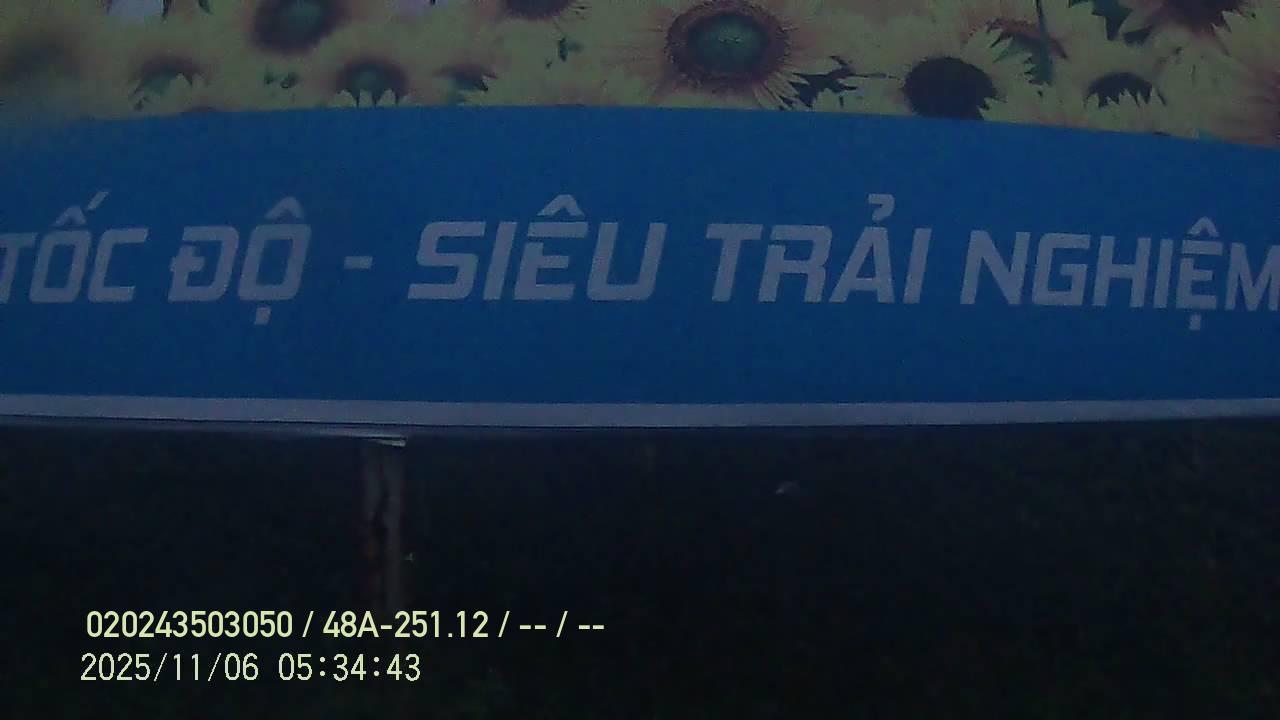 TỐC ĐỘ - SIÊU TRẢI NGHIỆM
020243503050 / 48A-251.12 / -- / --
2025/11/06 05:34:43